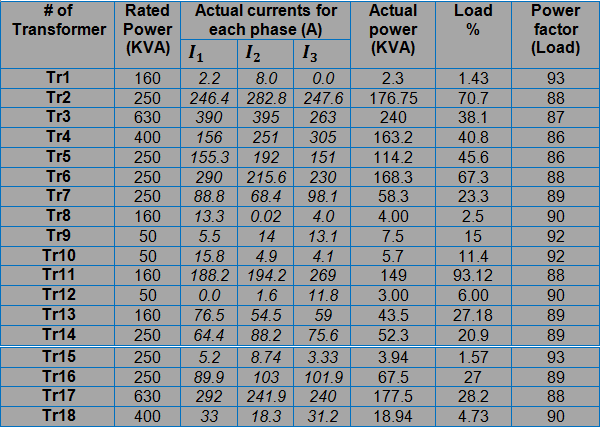 # of Transformer Rated Power (KVA) Actual currents for each phase (A) Actual power (KVA) Load % Power factor (Load)
I1 I2 I3
Tr1 160 2.2 8.0 0.0 2.3 1.43 93
Tr2 250 246.4 282.8 247.6 176.75 70.7 88
Tr3 630 390 395 263 240 38.1 87
Tr4 400 156 251 305 163.2 40.8 86
Tr5 250 155.3 192 151 114.2 45.6 86
Tr6 250 290 215.6 230 168.3 67.3 88
Tr7 250 88.8 68.4 98.1 58.3 23.3 89
Tr8 160 13.3 0.02 4.0 4.00 2.5 90
Tr9 50 5.5 14 13.1 7.5 15 92
Tr10 50 15.8 4.9 4.1 5.7 11.4 92
Tr11 160 188.2 194.2 269 149 93.12 88
Tr12 50 0.0 1.6 11.8 3.00 6.00 90
Tr13 160 76.5 54.5 59 43.5 27.18 89
Tr14 250 64.4 88.2 75.6 52.3 20.9 89
Tr15 250 5.2 8.74 3.33 3.94 1.57 93
Tr16 250 89.9 103 101.9 67.5 27 89
Tr17 630 292 241.9 240 177.5 28.2 88
Tr18 400 33 18.3 31.2 18.94 4.73 90